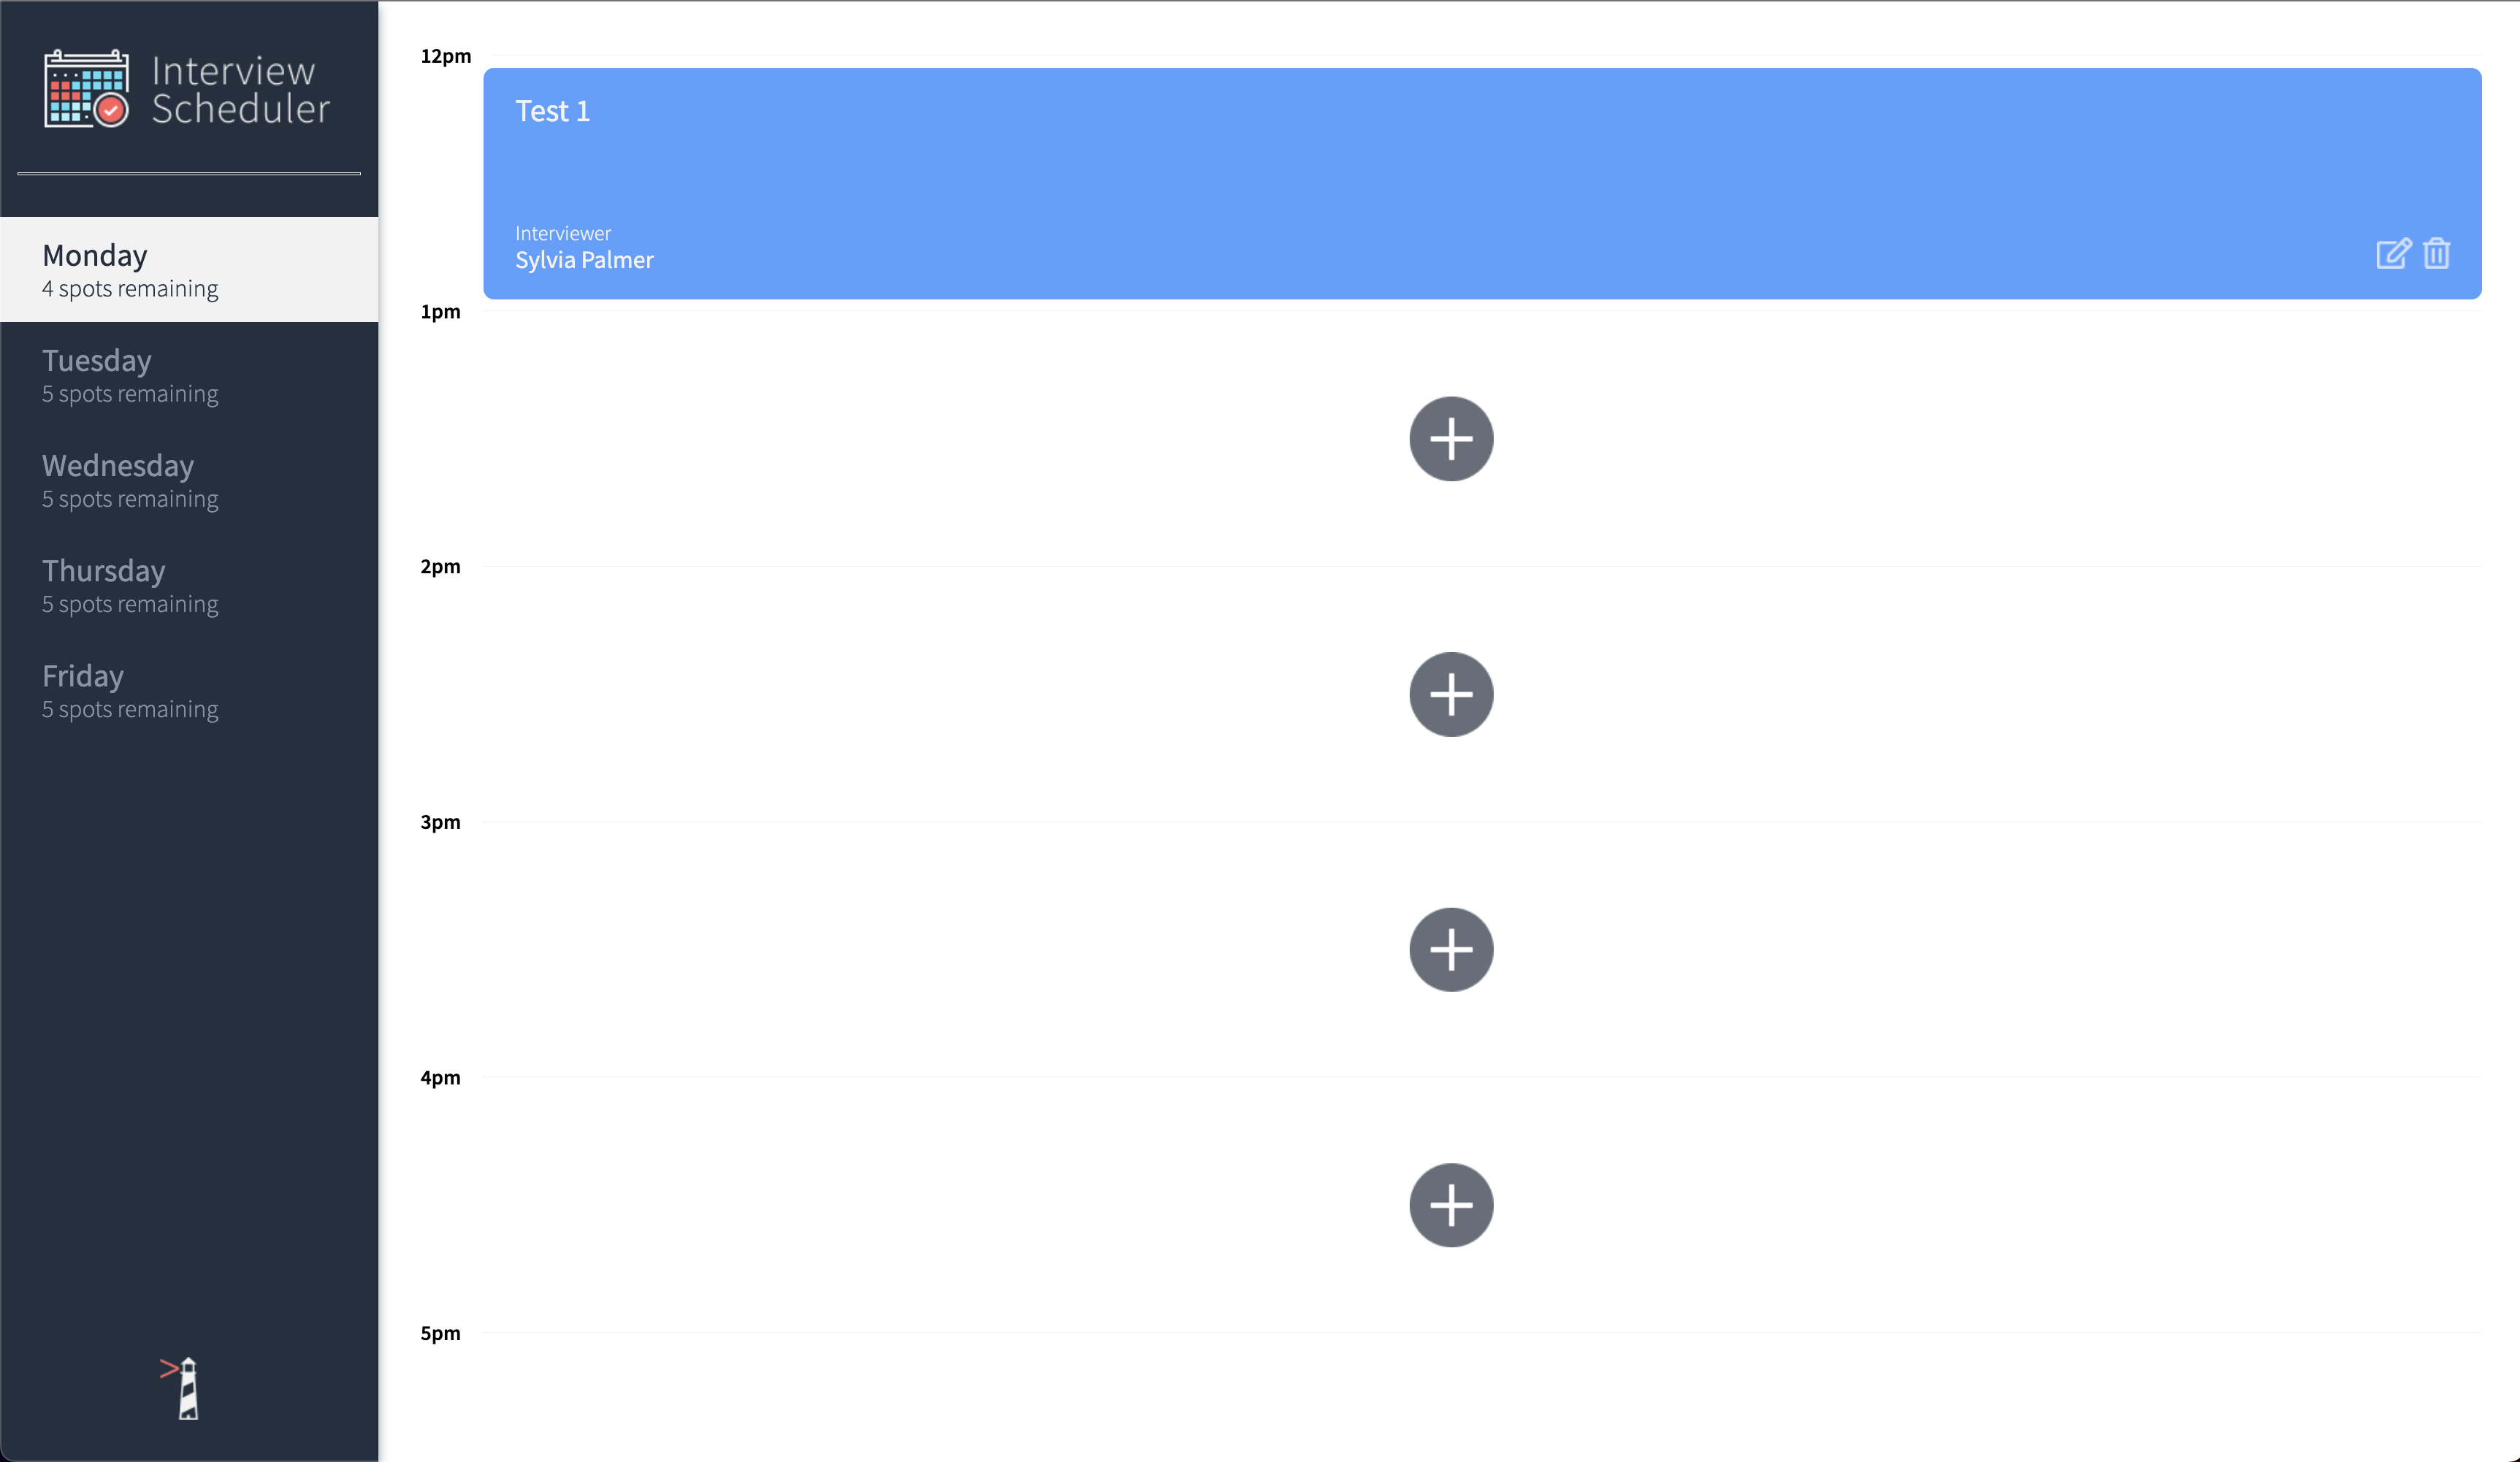 Interview
Scheduler
Monday
4 spots remaining
Tuesday
5 spots remaining
Wednesday
5 spots remaining
Thursday
5 spots remaining
Friday
5 spots remaining
12pm
Test 1
Interviewer
Sylvia Palmer
1pm
2pm
3pm
4pm
5pm